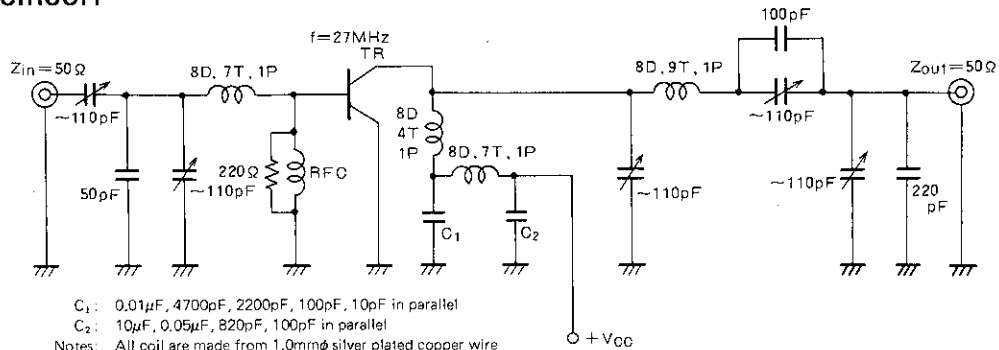 f=27MHz
TR
100pF
Zin=50Ω
8D, 7T, 1P
8D, 9T, 1P
Zout=50Ω
~110pF
~110pF
8D
4T
1P
8D, 7T, 1P
220Ω
RFC
50pF
~110pF
~110pF
~110pF
220
pF
C₁
C₂
C₁: 0.01μF, 4700pF, 2200pF, 100pF, 10pF in parallel
C₂: 10μF, 0.05μF, 820pF, 100pF in parallel
Notes: All coil are made from 1.0mmφ silver plated copper wire
+VCC